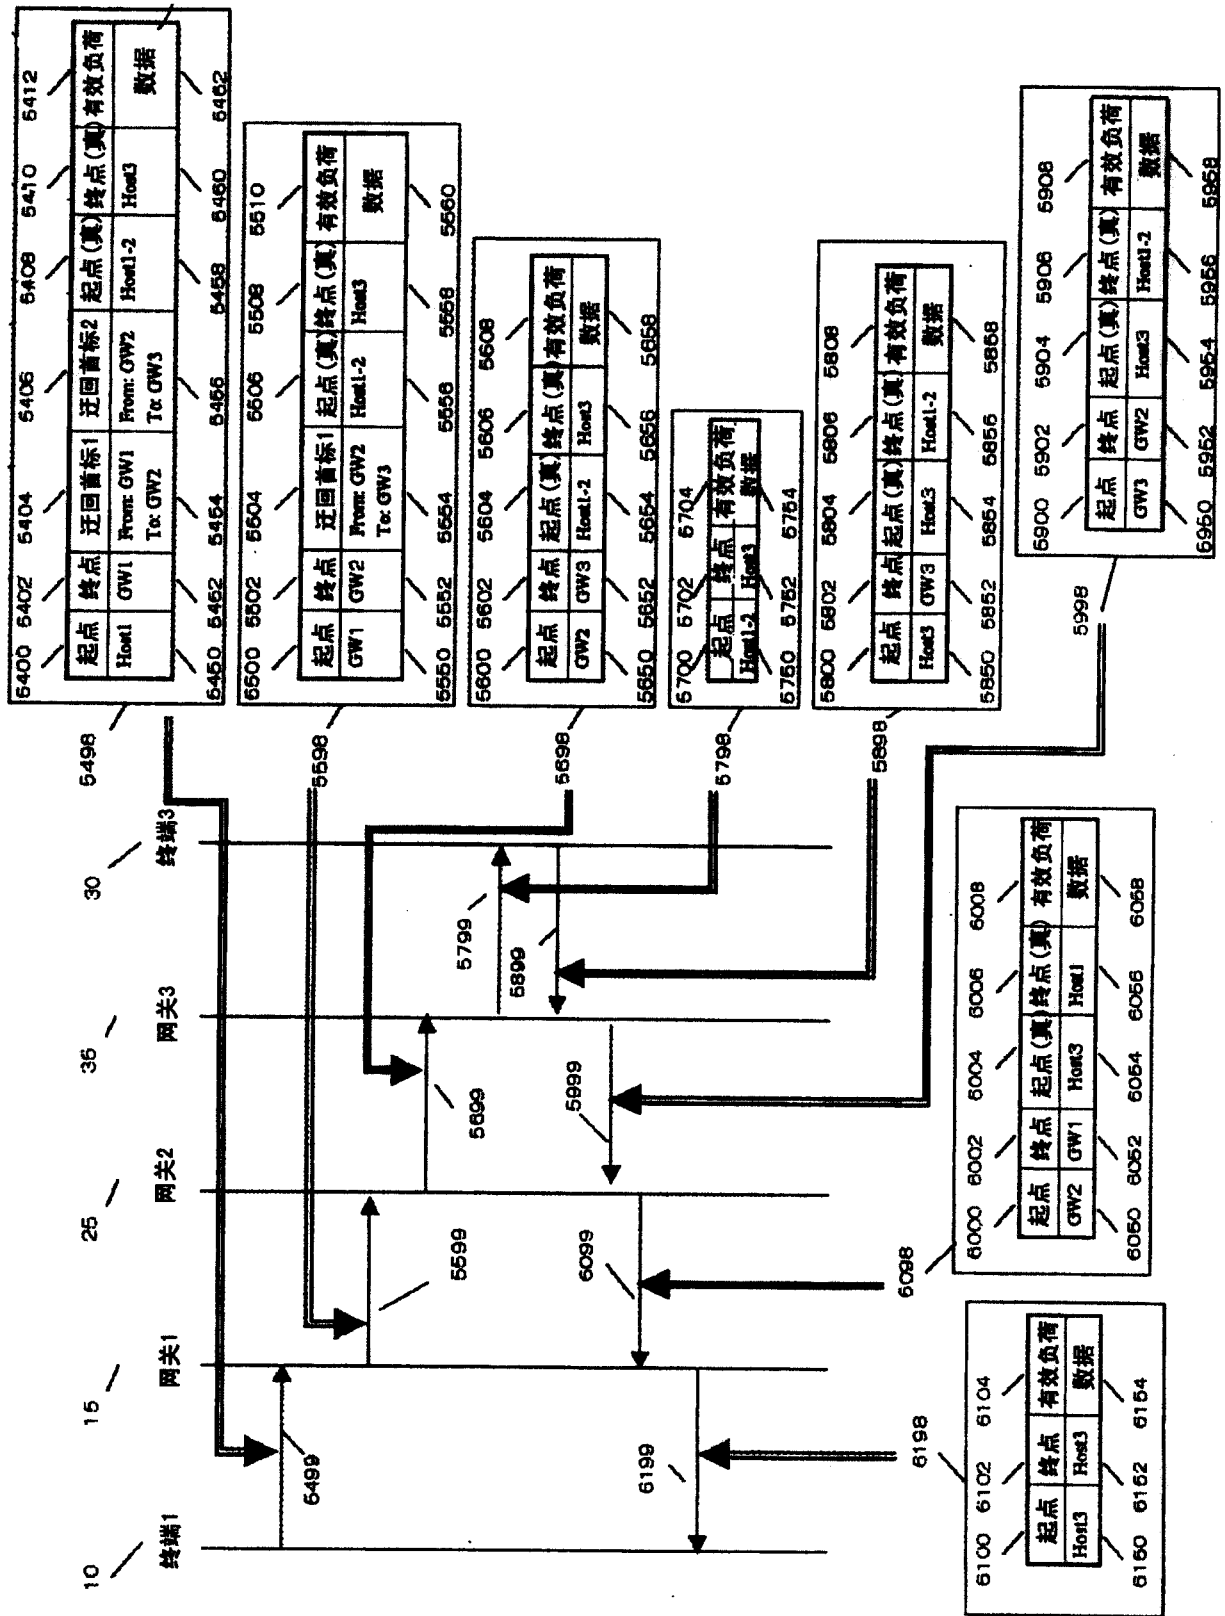 10
15
25
35
30
终端1
网关1
网关2
网关3
终端3
5499
5599
5699
5799
5899
5999
6099
6199
5498
5400 5402 5404 5406 5408 5410 5412
起点 终点 迂回首标1 迂回首标2 起点(真) 终点(真) 有效负荷
Host1 GW1 From: GW1 From: GW2 Host1-2 Host3 数据
To: GW2 To: GW3
5450 5452 5454 5456 5458 5460 5462
5598
5500 5502 5504 5506 5508 5510
起点 终点 迂回首标1 起点(真) 终点(真) 有效负荷
GW1 GW2 From: GW2 Host1-2 Host3 数据
To: GW3
5550 5552 5554 5556 5558 5560
5698
5600 5602 5604 5606 5608
起点 终点 起点(真) 终点(真) 有效负荷
GW2 GW3 Host1-2 Host3 数据
5650 5652 5654 5656 5658
5798
5700 5702 5704
起点 终点 有效负荷
Host1-2 Host3 数据
5750 5752 5754
5898
5800 5802 5804 5806 5808
起点 终点 起点(真) 终点(真) 有效负荷
Host3 GW3 Host3 Host1-2 数据
5850 5852 5854 5856 5858
5998
5900 5902 5904 5906 5908
起点 终点 起点(真) 终点(真) 有效负荷
GW3 GW2 Host3 Host1-2 数据
5950 5952 5954 5956 5958
6098
6000 6002 6004 6006 6008
起点 终点 起点(真) 终点(真) 有效负荷
GW2 GW1 Host3 Host1 数据
6050 6052 6054 6056 6058
6198
6100 6102 6104
起点 终点 有效负荷
Host3 Host3 数据
6150 6152 6154